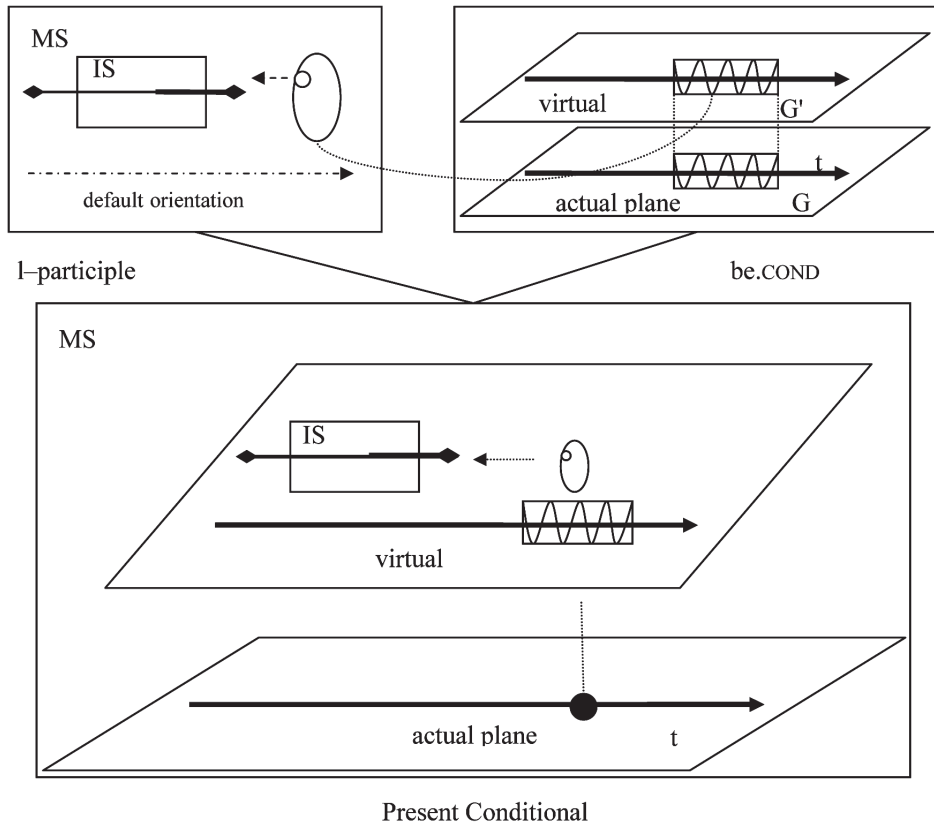 MS
IS
default orientation
virtual
G'
t
actual plane
G
l–participle
be.COND
MS
IS
virtual
actual plane
t
Present Conditional